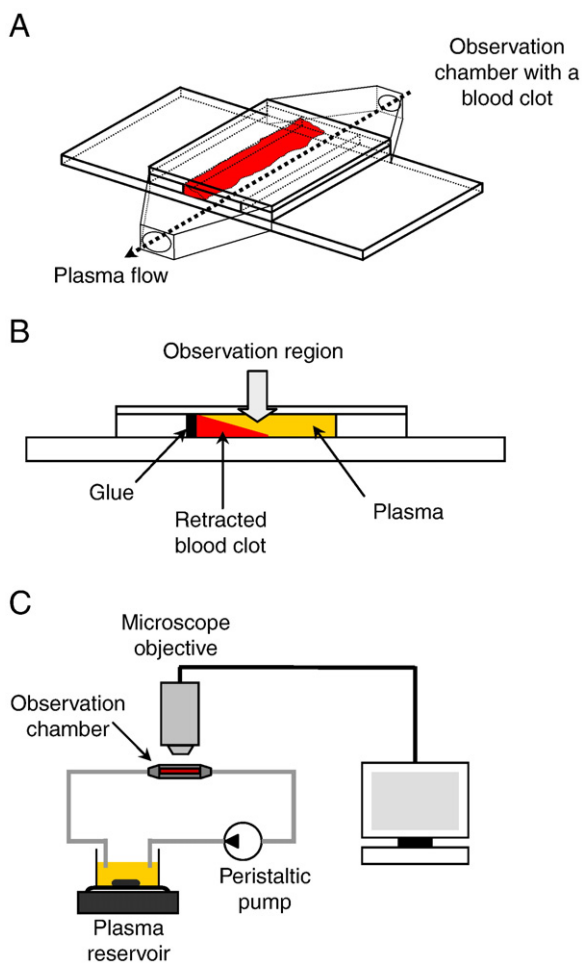 A
Observation
chamber with a
blood clot
Plasma flow
B
Observation region
Glue
Retracted
blood clot
Plasma
C
Microscope
objective
Observation
chamber
Peristaltic
pump
Plasma
reservoir